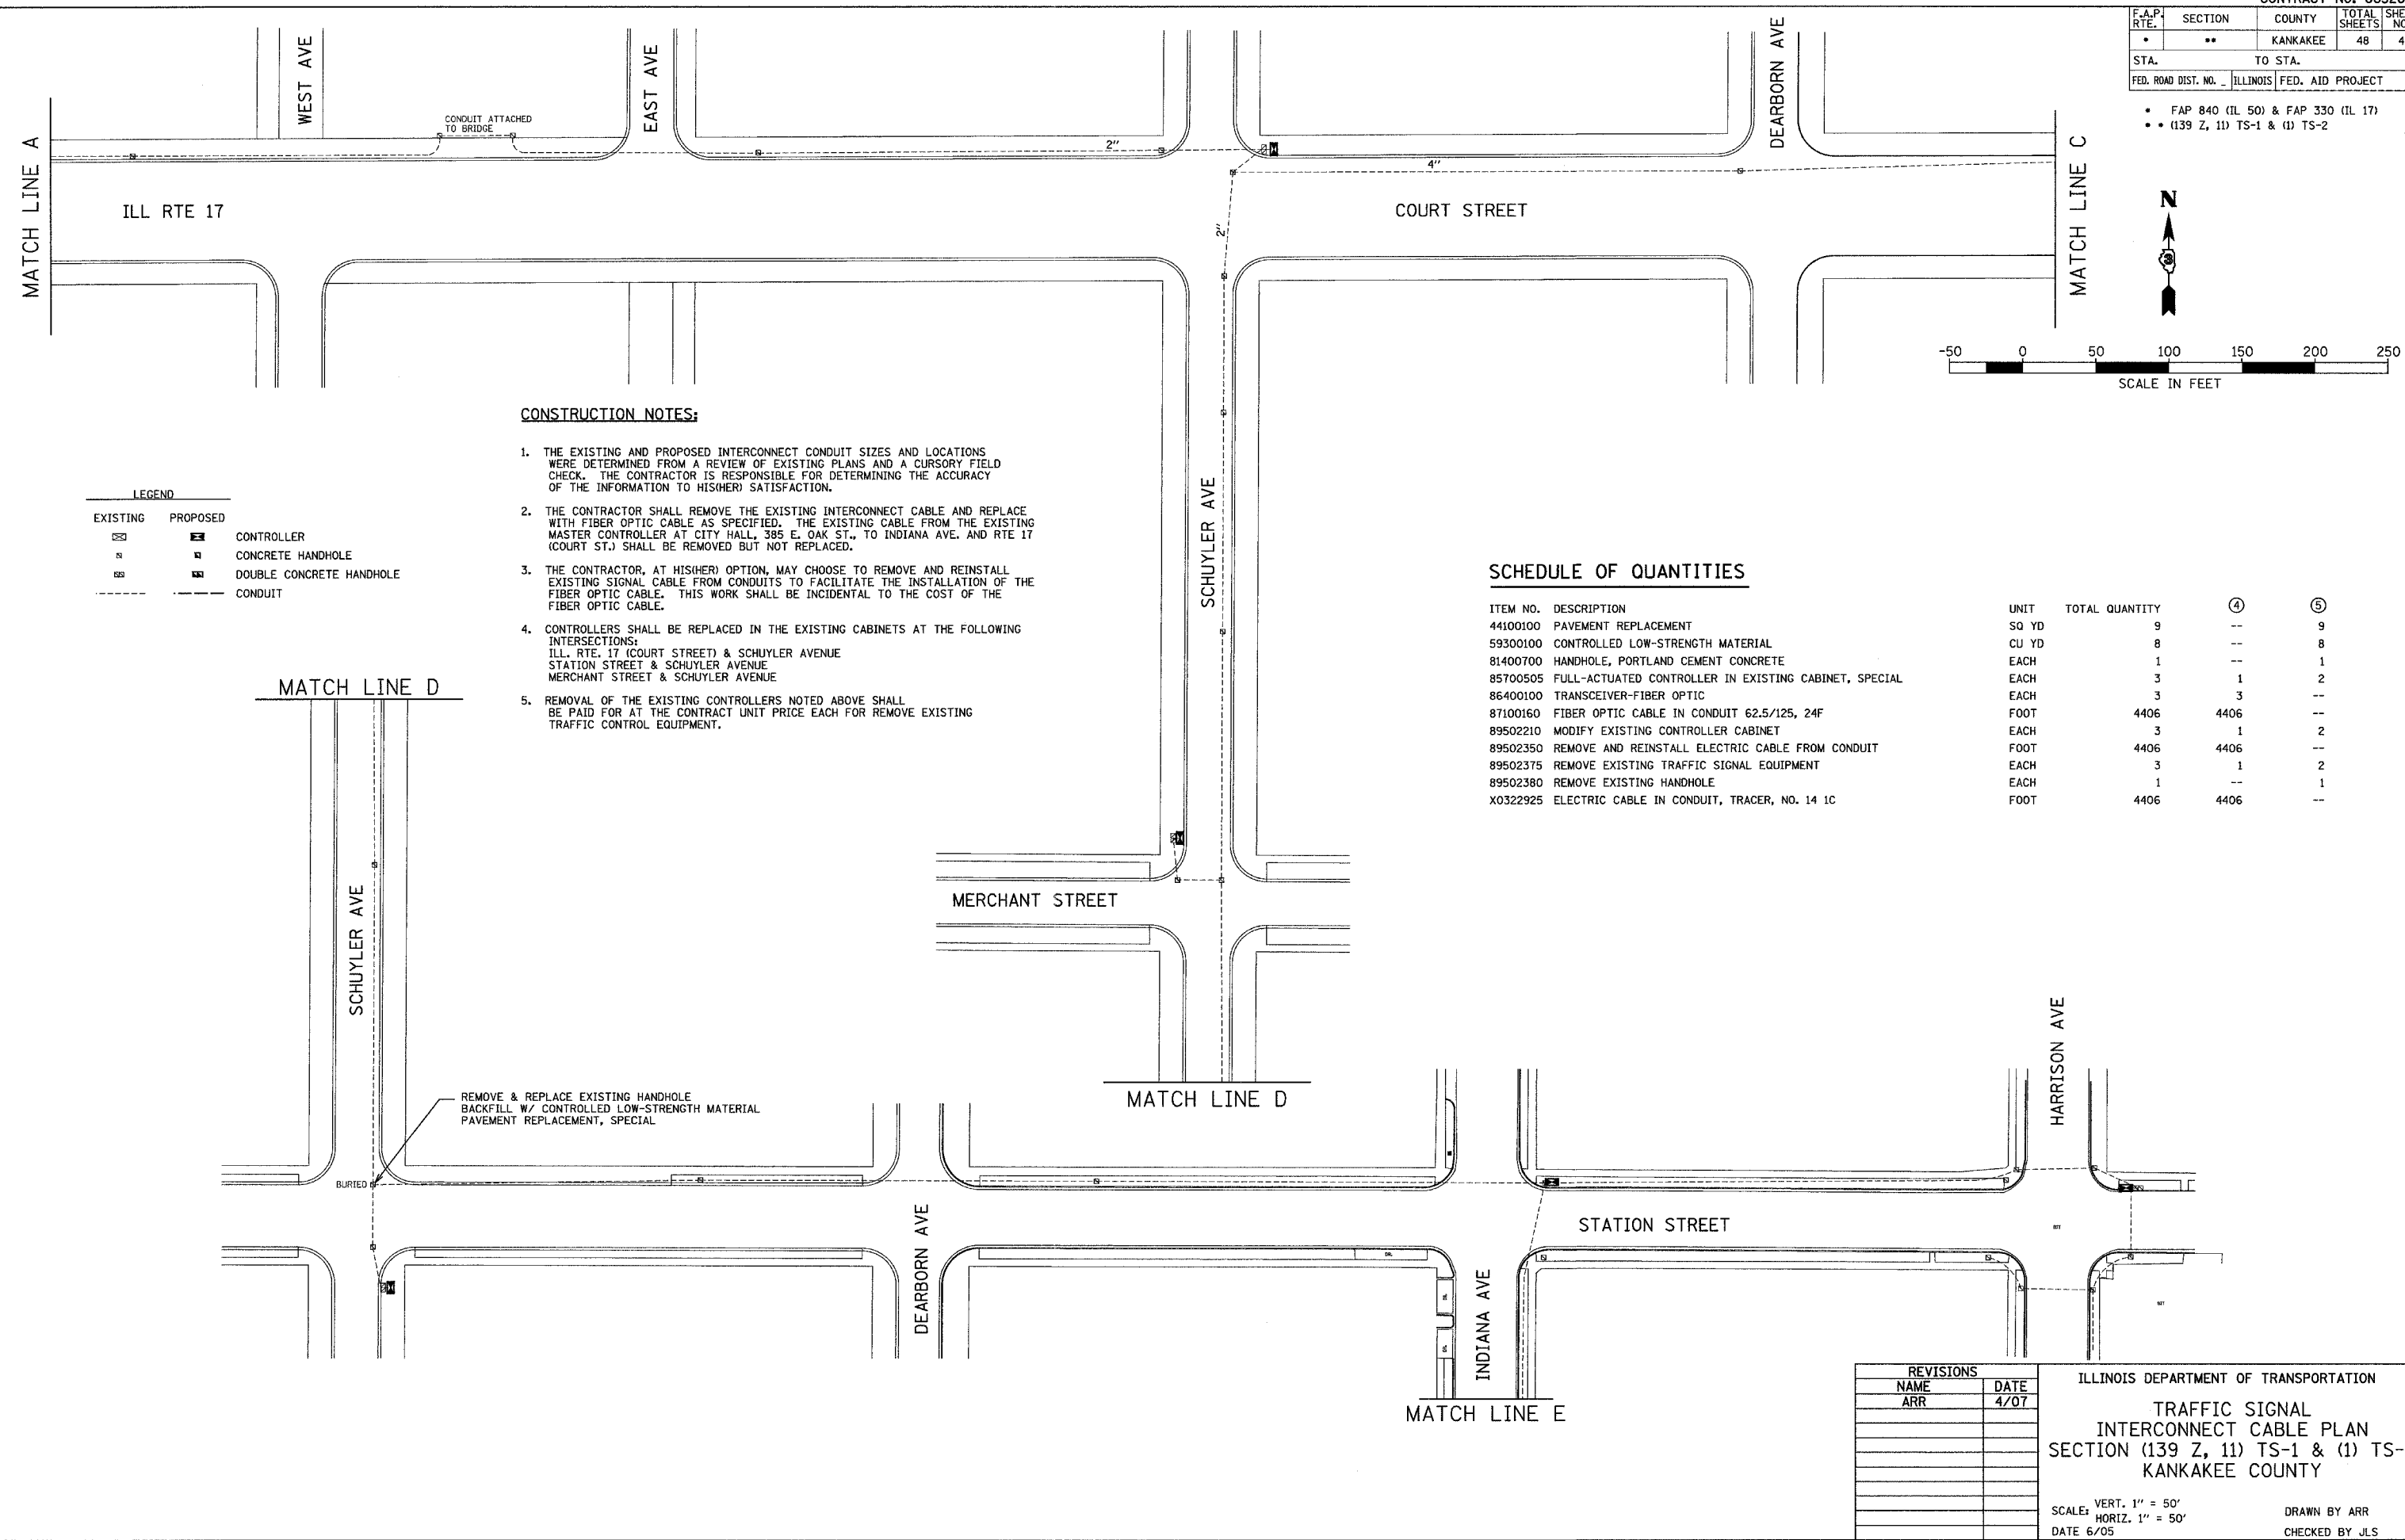 F.A.P. RTE. SECTION COUNTY TOTAL SHEETS
• •• KANKAKEE 48
STA. TO STA.
FED. ROAD DIST. NO. _ ILLINOIS FED. AID PROJECT
• FAP 840 (IL 50) & FAP 330 (IL 17)
• • (139 Z, 11) TS-1 & (1) TS-2
WEST AVE
EAST AVE
DEARBORN AVE
CONDUIT ATTACHED
TO BRIDGE
MATCH LINE A
2"
4"
2"
ILL RTE 17
COURT STREET
MATCH LINE C
N
3
-50 0 50 100 150 200 250
SCALE IN FEET
CONSTRUCTION NOTES:
1. THE EXISTING AND PROPOSED INTERCONNECT CONDUIT SIZES AND LOCATIONS
WERE DETERMINED FROM A REVIEW OF EXISTING PLANS AND A CURSORY FIELD
CHECK. THE CONTRACTOR IS RESPONSIBLE FOR DETERMINING THE ACCURACY
OF THE INFORMATION TO HIS(HER) SATISFACTION.
2. THE CONTRACTOR SHALL REMOVE THE EXISTING INTERCONNECT CABLE AND REPLACE
WITH FIBER OPTIC CABLE AS SPECIFIED. THE EXISTING CABLE FROM THE EXISTING
MASTER CONTROLLER AT CITY HALL, 385 E. OAK ST., TO INDIANA AVE. AND RTE 17
(COURT ST.) SHALL BE REMOVED BUT NOT REPLACED.
3. THE CONTRACTOR, AT HIS(HER) OPTION, MAY CHOOSE TO REMOVE AND REINSTALL
EXISTING SIGNAL CABLE FROM CONDUITS TO FACILITATE THE INSTALLATION OF THE
FIBER OPTIC CABLE. THIS WORK SHALL BE INCIDENTAL TO THE COST OF THE
FIBER OPTIC CABLE.
4. CONTROLLERS SHALL BE REPLACED IN THE EXISTING CABINETS AT THE FOLLOWING
INTERSECTIONS:
ILL. RTE. 17 (COURT STREET) & SCHUYLER AVENUE
STATION STREET & SCHUYLER AVENUE
MERCHANT STREET & SCHUYLER AVENUE
5. REMOVAL OF THE EXISTING CONTROLLERS NOTED ABOVE SHALL
BE PAID FOR AT THE CONTRACT UNIT PRICE EACH FOR REMOVE EXISTING
TRAFFIC CONTROL EQUIPMENT.
LEGEND
EXISTING PROPOSED
CONTROLLER
CONCRETE HANDHOLE
DOUBLE CONCRETE HANDHOLE
CONDUIT
SCHUYLER AVE
SCHEDULE OF QUANTITIES
ITEM NO. DESCRIPTION UNIT TOTAL QUANTITY 4 5
44100100 PAVEMENT REPLACEMENT SQ YD 9 -- 9
59300100 CONTROLLED LOW-STRENGTH MATERIAL CU YD 8 -- 8
81400700 HANDHOLE, PORTLAND CEMENT CONCRETE EACH 1 -- 1
85700505 FULL-ACTUATED CONTROLLER IN EXISTING CABINET, SPECIAL EACH 3 1 2
86400100 TRANSCEIVER-FIBER OPTIC EACH 3 3 --
87100160 FIBER OPTIC CABLE IN CONDUIT 62.5/125, 24F FOOT 4406 4406 --
89502210 MODIFY EXISTING CONTROLLER CABINET EACH 3 1 2
89502350 REMOVE AND REINSTALL ELECTRIC CABLE FROM CONDUIT FOOT 4406 4406 --
89502375 REMOVE EXISTING TRAFFIC SIGNAL EQUIPMENT EACH 3 1 2
89502380 REMOVE EXISTING HANDHOLE EACH 1 -- 1
X0322925 ELECTRIC CABLE IN CONDUIT, TRACER, NO. 14 1C FOOT 4406 4406 --
MATCH LINE D
MERCHANT STREET
SCHUYLER AVE
MATCH LINE D
REMOVE & REPLACE EXISTING HANDHOLE
BACKFILL W/ CONTROLLED LOW-STRENGTH MATERIAL
PAVEMENT REPLACEMENT, SPECIAL
HARRISON AVE
BURIED
DEARBORN AVE
STATION STREET
INDIANA AVE
MATCH LINE E
REVISIONS
NAME DATE
ARR 4/07
ILLINOIS DEPARTMENT OF TRANSPORTATION
TRAFFIC SIGNAL
INTERCONNECT CABLE PLAN
SECTION (139 Z, 11) TS-1 & (1) TS-
KANKAKEE COUNTY
SCALE: VERT. 1" = 50'
HORIZ. 1" = 50'
DATE 6/05
DRAWN BY ARR
CHECKED BY JLS